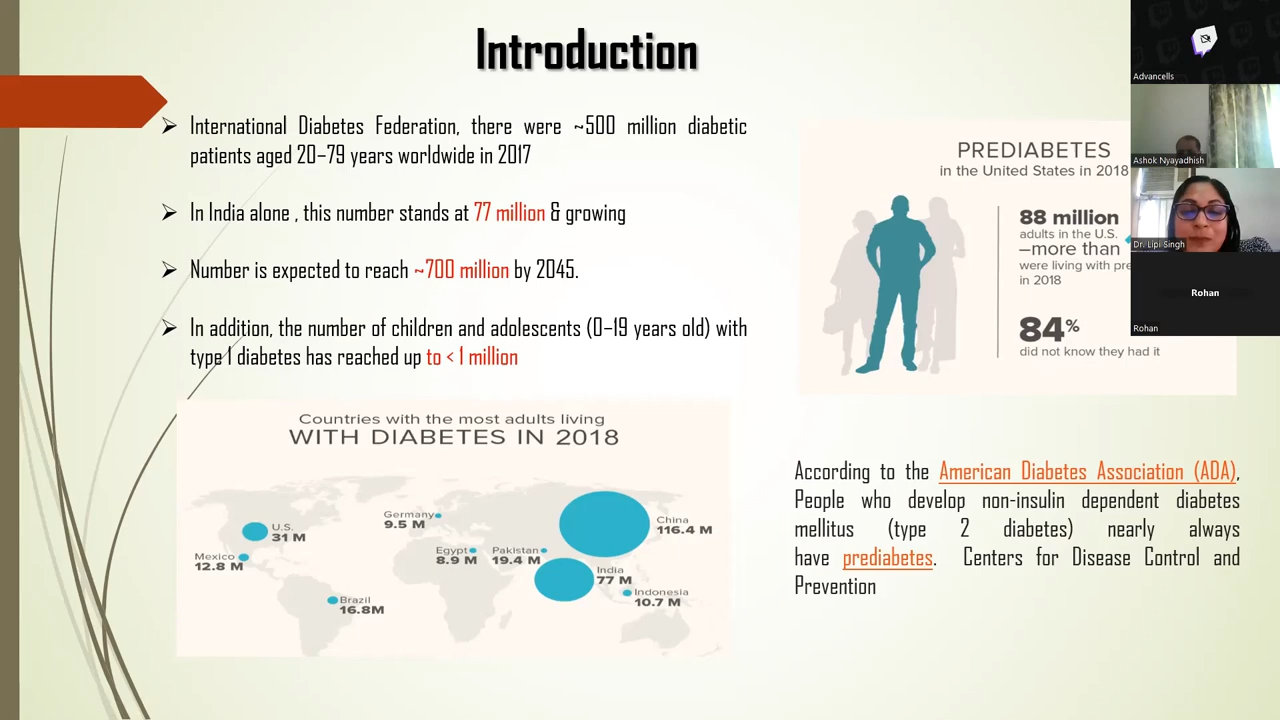 Introduction
International Diabetes Federation, there were ~500 million diabetic
patients aged 20–79 years worldwide in 2017
In India alone , this number stands at 77 million & growing
Number is expected to reach ~700 million by 2045.
In addition, the number of children and adolescents (0–19 years old) with
type 1 diabetes has reached up to < 1 million
Countries with the most adults living
WITH DIABETES IN 2018
U.S.
31 M
Mexico
12.8 M
Brazil
16.8M
Germany
9.5 M
Egypt
8.9 M
Pakistan
19.4 M
China
116.4 M
India
77 M
Indonesia
10.7 M
PREDIABETES
in the United States in 2018
88 million
adults in the U.S.
—more than
were living with pre
in 2018
84%
did not know they had it
According to the American Diabetes Association (ADA),
People who develop non-insulin dependent diabetes
mellitus (type 2 diabetes) nearly always
have prediabetes. Centers for Disease Control and
Prevention
Advancells
Ashok Nyayadhish
Dr. Lipi Singh
Rohan
Rohan